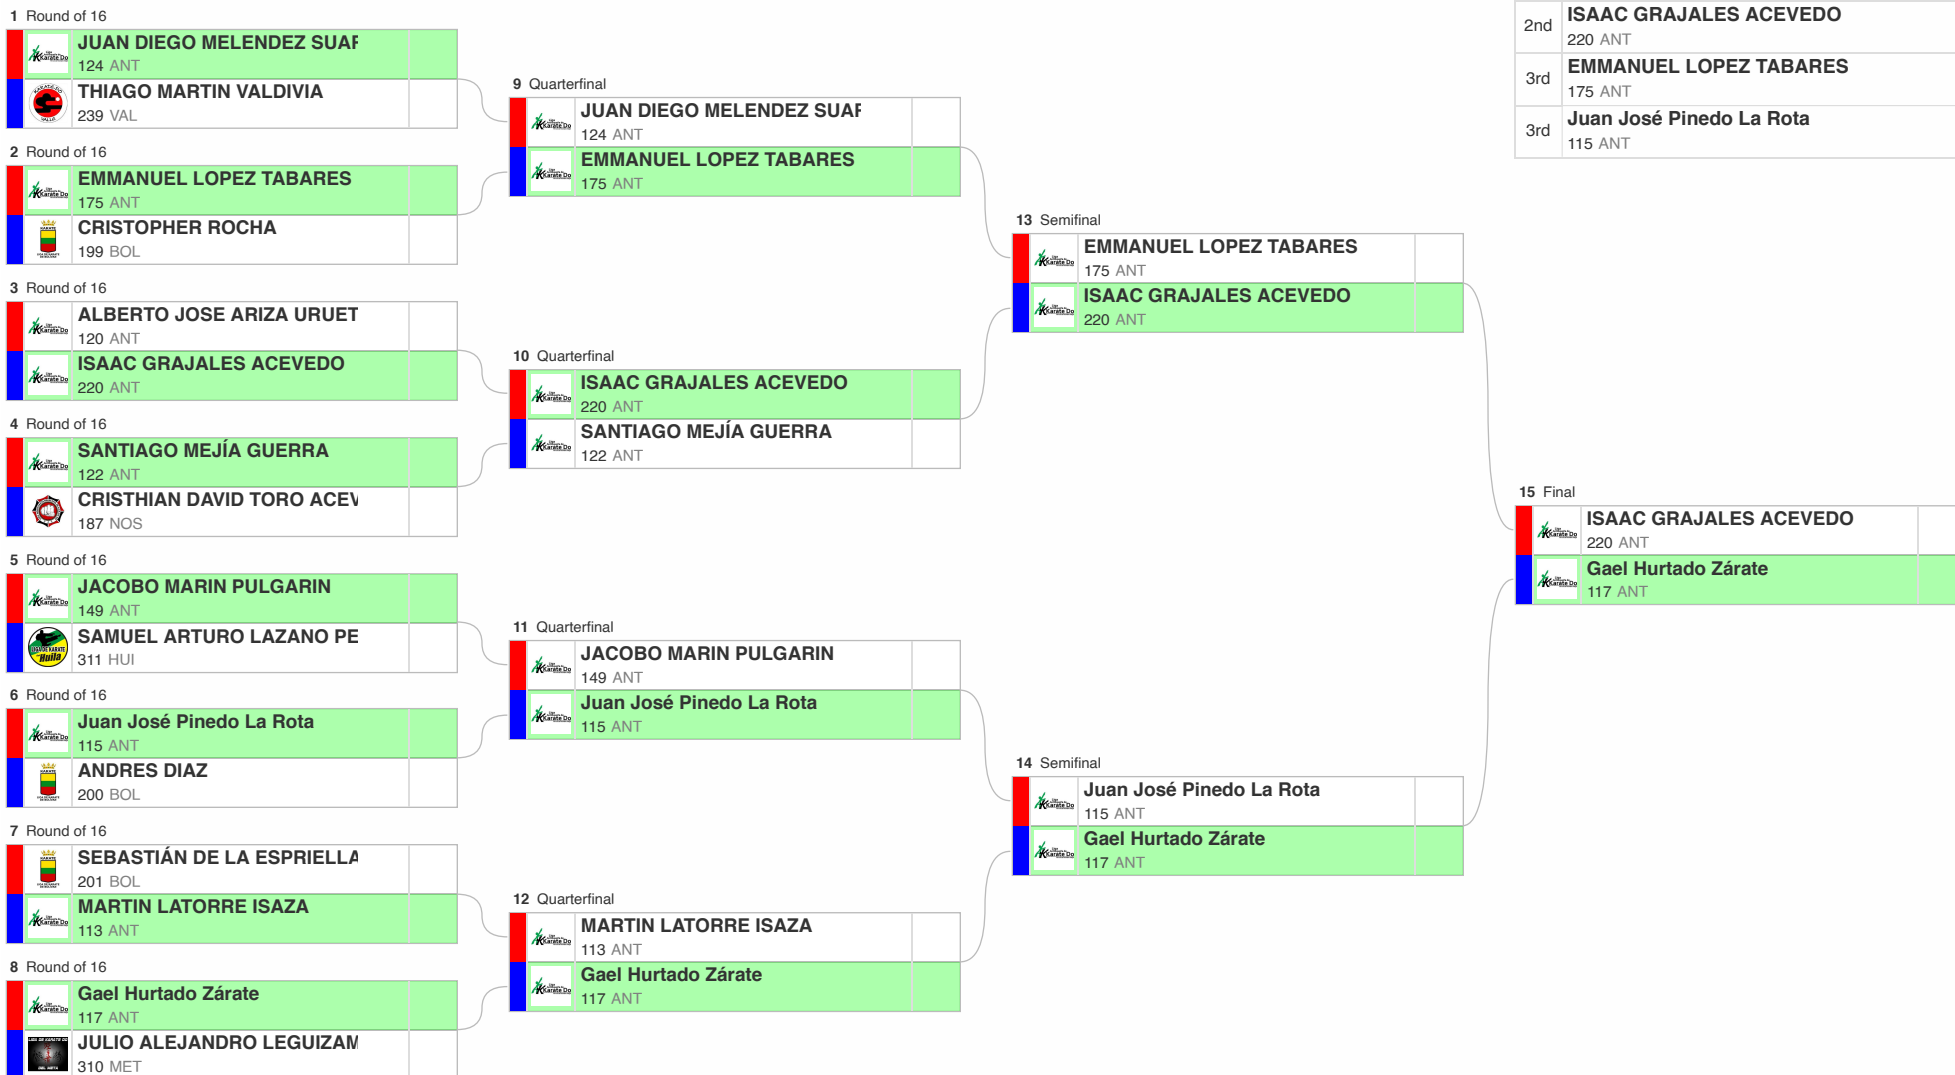 1 Round of 16
JUAN DIEGO MELENDEZ SUAF
124 ANT
THIAGO MARTIN VALDIVIA
239 VAL
2 Round of 16
EMMANUEL LOPEZ TABARES
175 ANT
CRISTOPHER ROCHA
199 BOL
3 Round of 16
ALBERTO JOSE ARIZA URUET
120 ANT
ISAAC GRAJALES ACEVEDO
220 ANT
4 Round of 16
SANTIAGO MEJÍA GUERRA
122 ANT
CRISTHIAN DAVID TORO ACEV
187 NOS
5 Round of 16
JACOBO MARIN PULGARIN
149 ANT
SAMUEL ARTURO LAZANO PE
311 HUI
6 Round of 16
Juan José Pinedo La Rota
115 ANT
ANDRES DIAZ
200 BOL
7 Round of 16
SEBASTIÁN DE LA ESPRIELLA
201 BOL
MARTIN LATORRE ISAZA
113 ANT
8 Round of 16
Gael Hurtado Zárate
117 ANT
JULIO ALEJANDRO LEGUIZAM
310 MET
9 Quarterfinal
JUAN DIEGO MELENDEZ SUAF
124 ANT
EMMANUEL LOPEZ TABARES
175 ANT
10 Quarterfinal
ISAAC GRAJALES ACEVEDO
220 ANT
SANTIAGO MEJÍA GUERRA
122 ANT
11 Quarterfinal
JACOBO MARIN PULGARIN
149 ANT
Juan José Pinedo La Rota
115 ANT
12 Quarterfinal
MARTIN LATORRE ISAZA
113 ANT
Gael Hurtado Zárate
117 ANT
13 Semifinal
EMMANUEL LOPEZ TABARES
175 ANT
ISAAC GRAJALES ACEVEDO
220 ANT
14 Semifinal
Juan José Pinedo La Rota
115 ANT
Gael Hurtado Zárate
117 ANT
15 Final
ISAAC GRAJALES ACEVEDO
220 ANT
Gael Hurtado Zárate
117 ANT
2nd ISAAC GRAJALES ACEVEDO
220 ANT
3rd EMMANUEL LOPEZ TABARES
175 ANT
3rd Juan José Pinedo La Rota
115 ANT